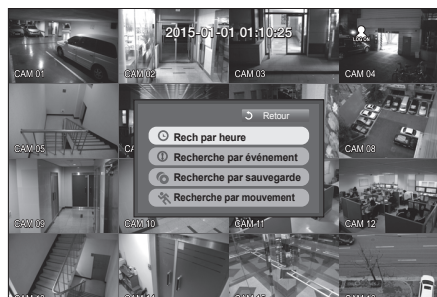 2015-01-01 01:10:25
LOG ON
CAM 01
CAM 02
CAM 03
CAM 04
Retour
Rech par heure
Recherche par événement
Recherche par sauvegarde
Recherche par mouvement
CAM 05
CAM 08
CAM 09
CAM 10
CAM 11
CAM 12